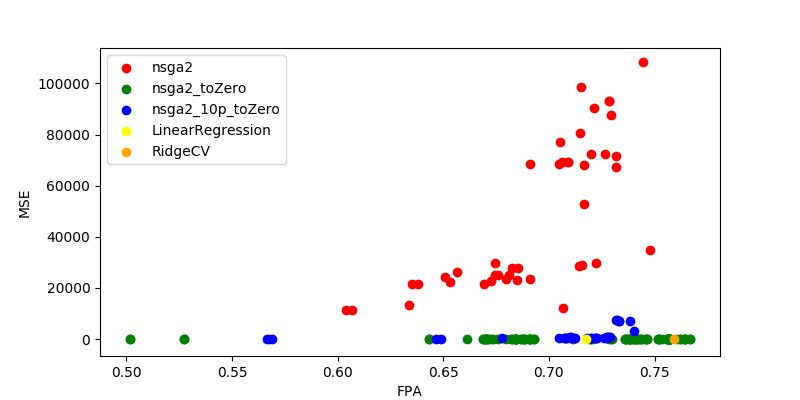 nsga2
nsga2_toZero
nsga2_10p_toZero
LinearRegression
RidgeCV
100000
80000
60000
40000
20000
0
MSE
0.50 0.55 0.60 0.65 0.70 0.75
FPA